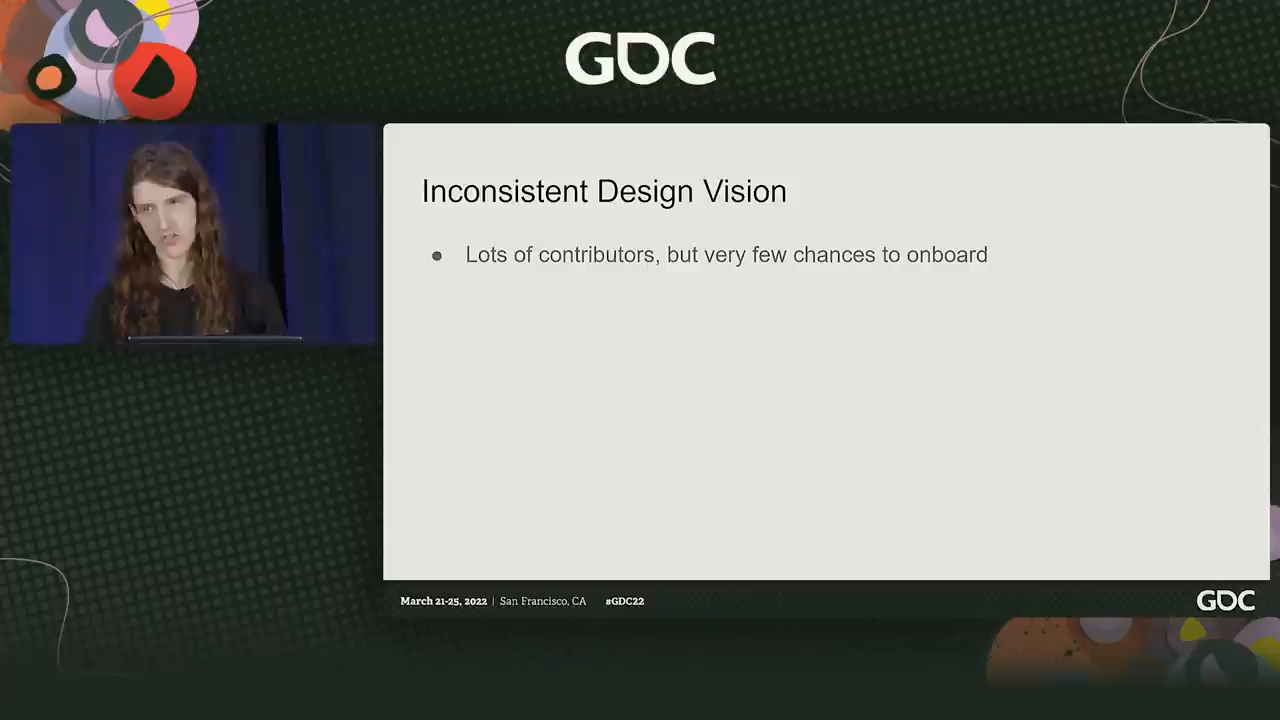 GDC
Inconsistent Design Vision
● Lots of contributors, but very few chances to onboard
March 21-25, 2022 | San Francisco, CA #GDC22
GDC